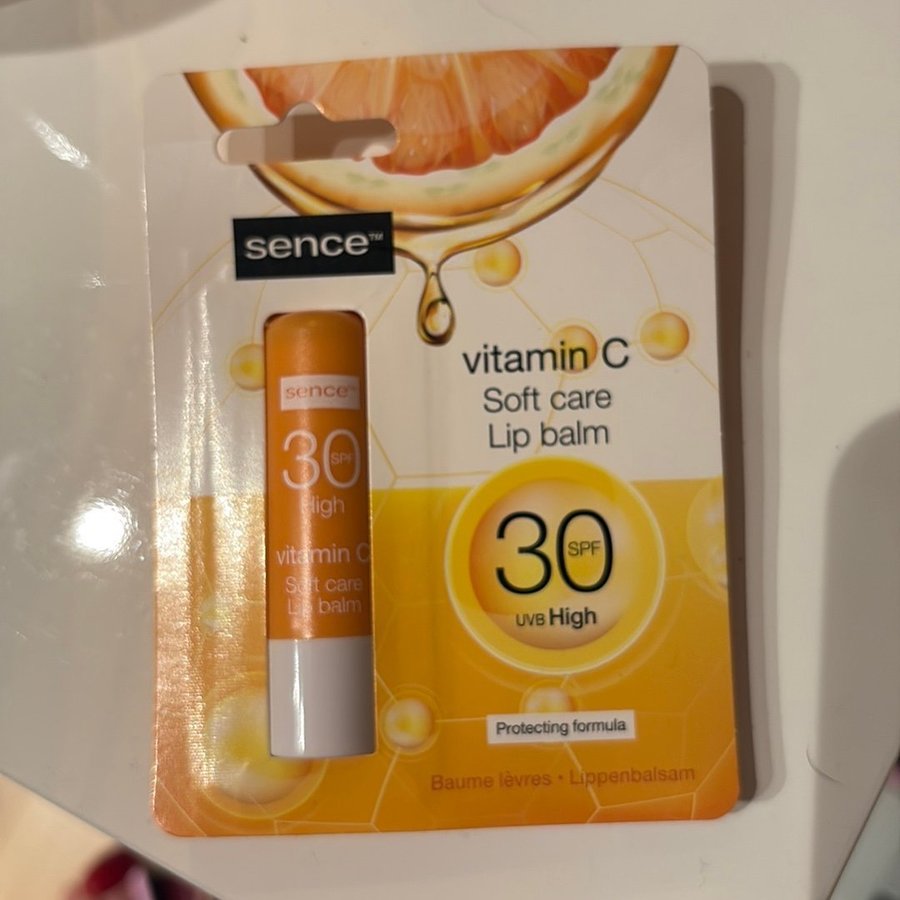 sence™
sence™
30 SPF
High
vitamin C
Soft care
Lip balm
vitamin C
Soft care
Lip balm
30 SPF
UVB High
Protecting formula
Baume lèvres • Lippenbalsam